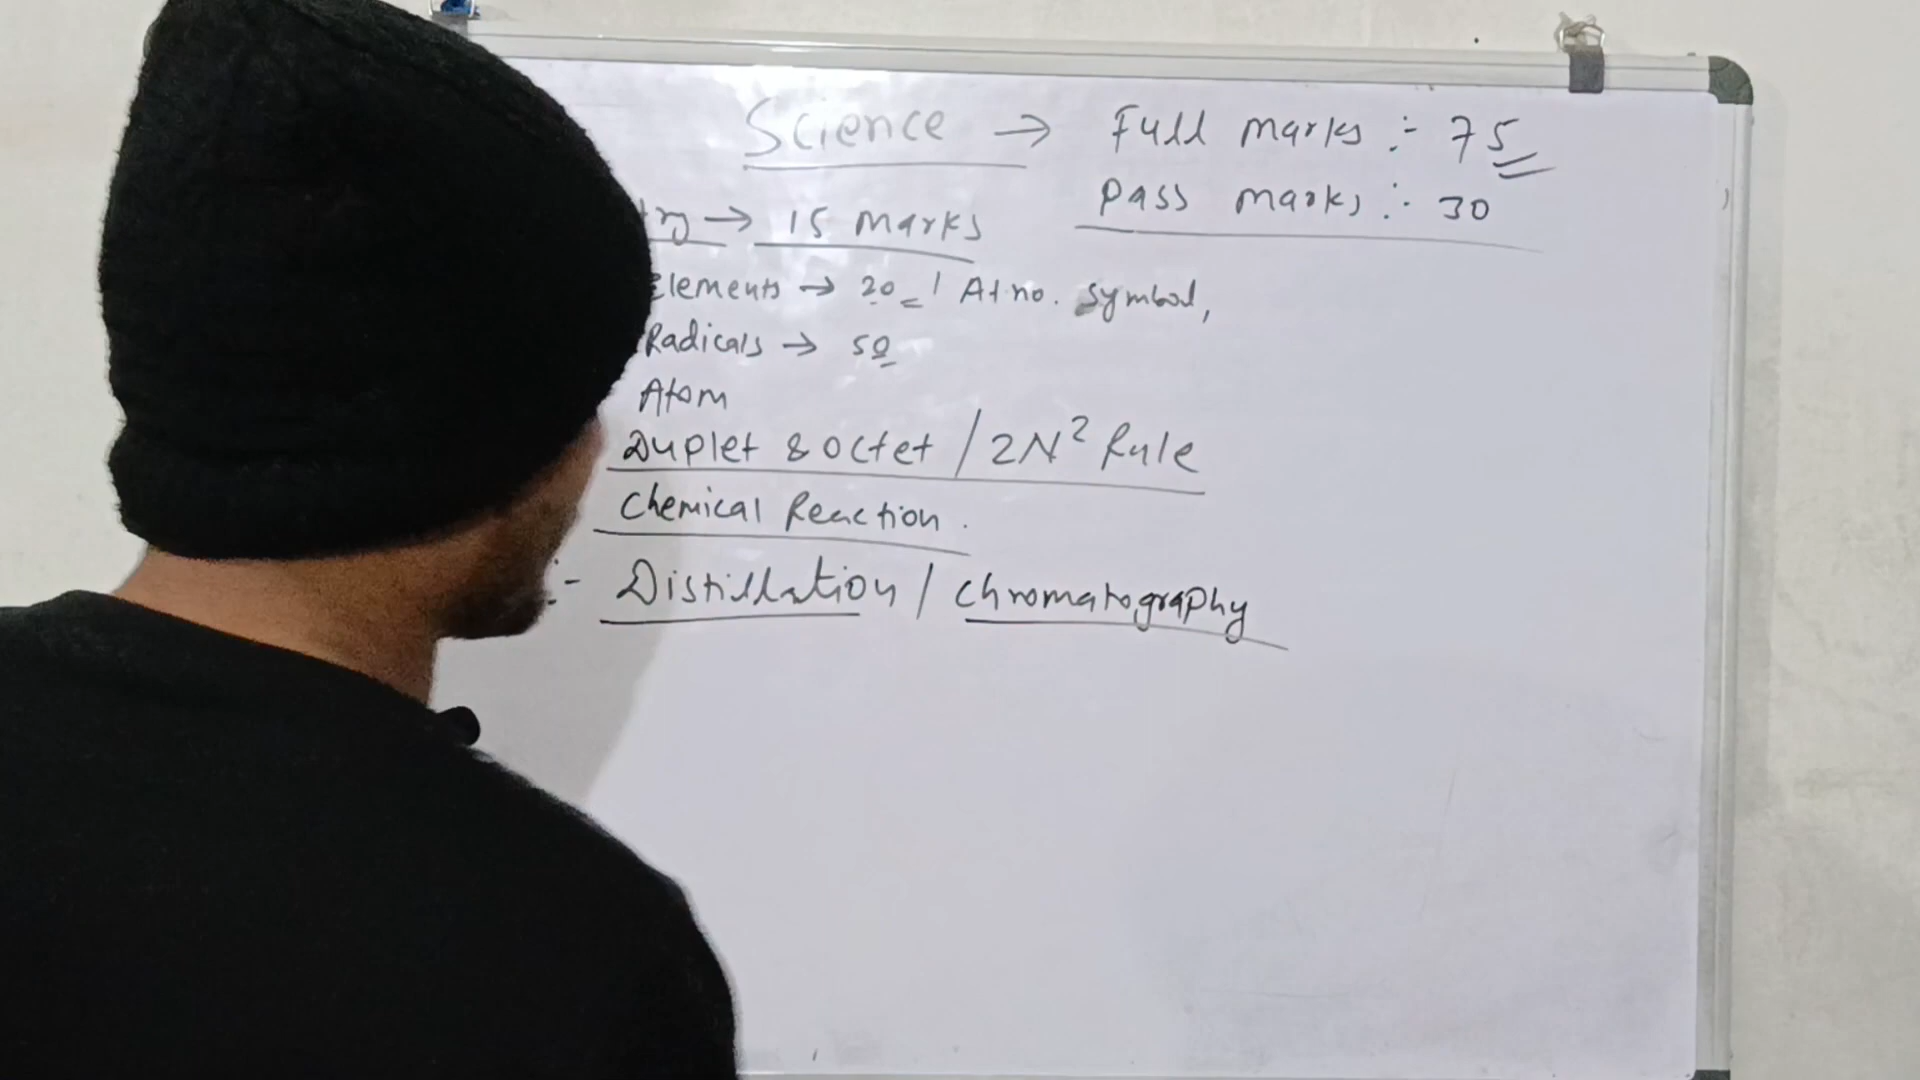 Science → Full marks :- 75
Pass marks :- 30
try → 15 marks
Elements → 20 / At.no. symbol,
Radicals → 50
Atom
Duplet & Octet / 2N² Rule
Chemical Reaction.
:- Distillation / Chromatography